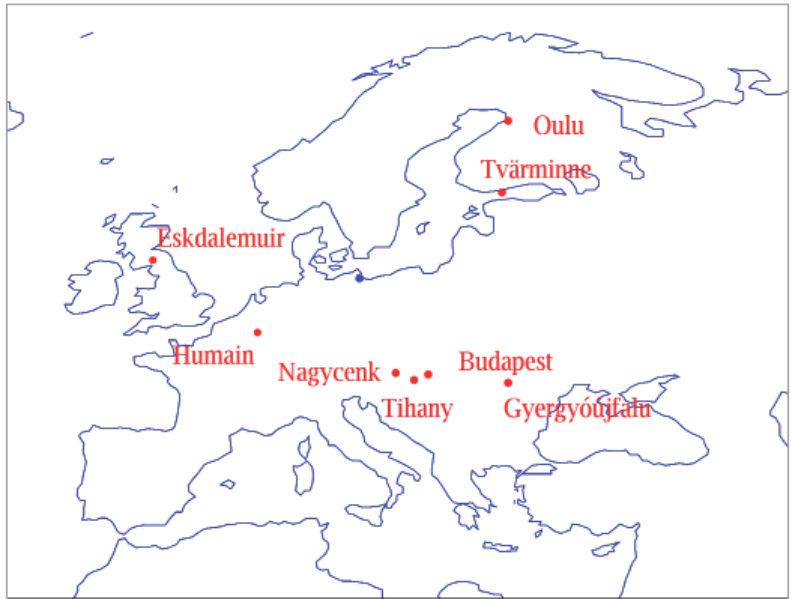 Oulu
Tvärminne
Eskdalemuir
Humain
Nagycenk
Budapest
Tihany
Gyergyóújfalu